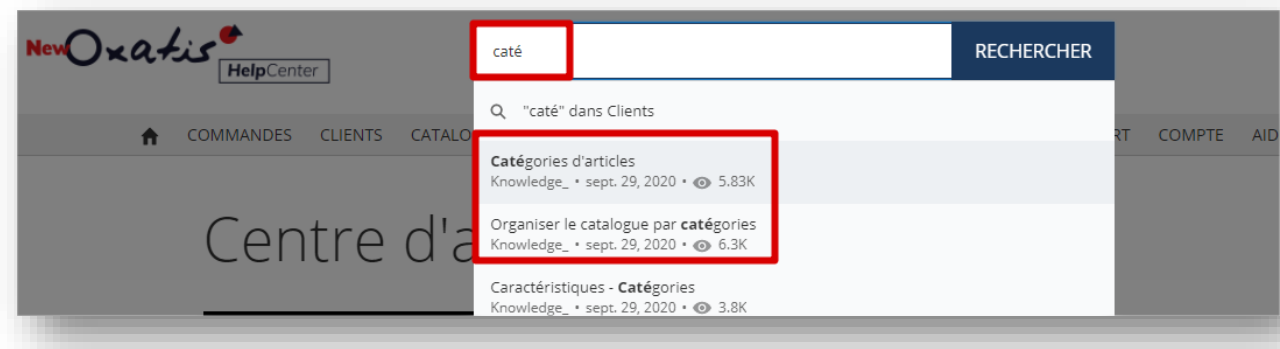 New Oxatis
HelpCenter
caté
RECHERCHER
"caté" dans Clients
COMMANDES CLIENTS CATALO RT COMPTE AID
Catégories d'articles
Knowledge_ • sept. 29, 2020 • 5.83K
Organiser le catalogue par catégories
Knowledge_ • sept. 29, 2020 • 6.3K
Centre d'a
Caractéristiques - Catégories
Knowledge_ • sept. 29, 2020 • 3.8K